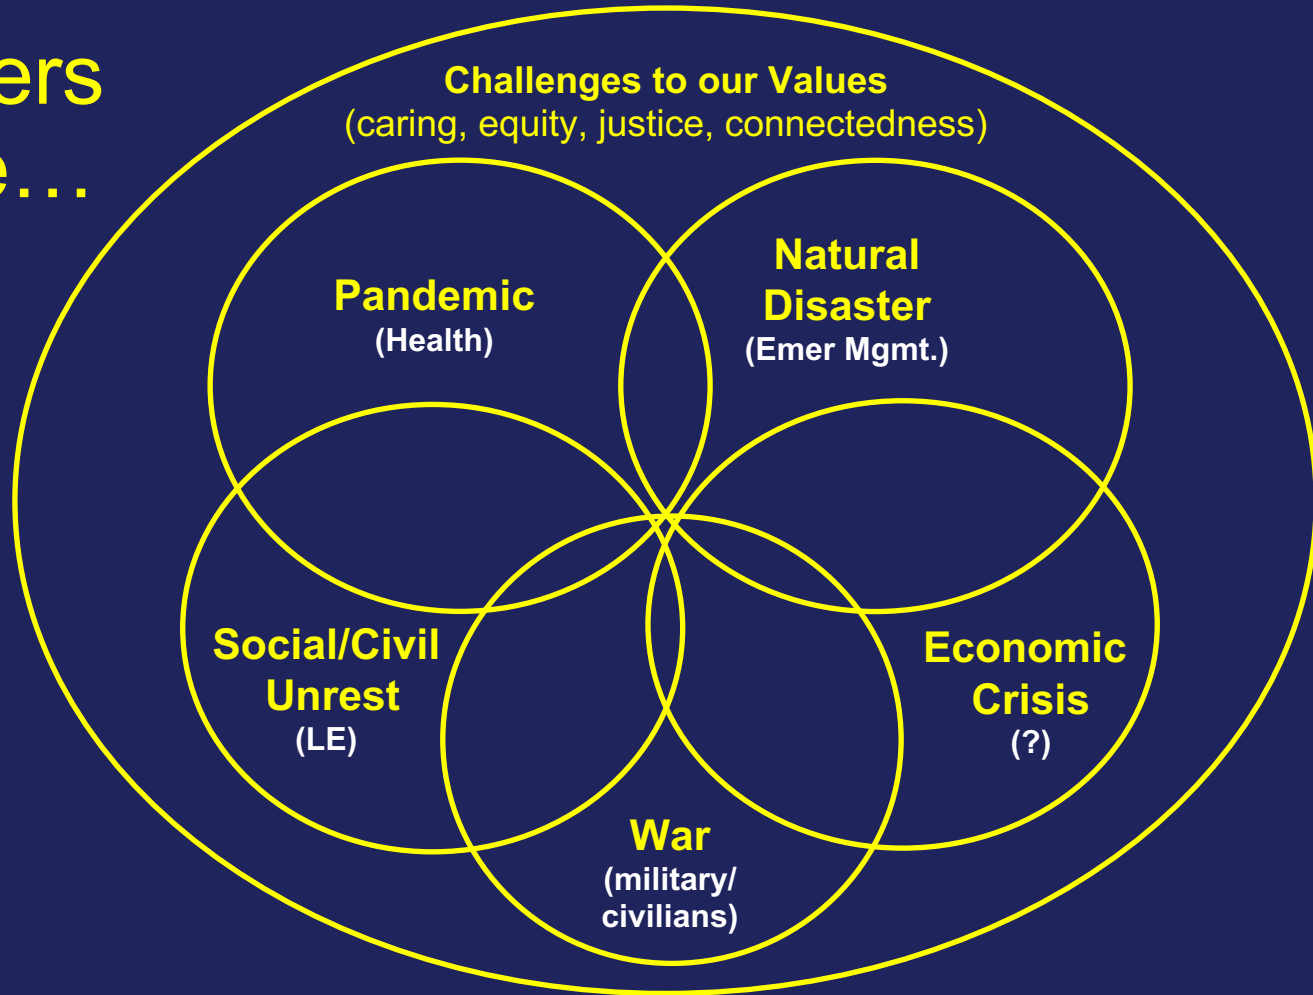 Challenges to our Values
(caring, equity, justice, connectedness)
Pandemic
(Health)
Natural
Disaster
(Emer Mgmt.)
Social/Civil
Unrest
(LE)
Economic
Crisis
(?)
War
(military/
civilians)